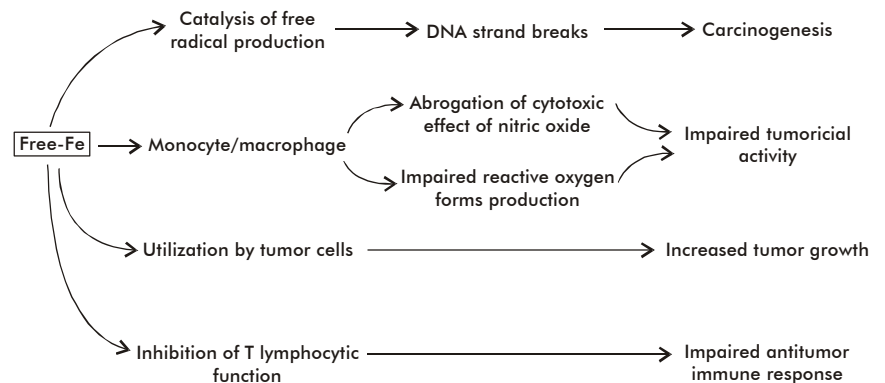 Catalysis of free
radical production
DNA strand breaks
Carcinogenesis
Free-Fe
Monocyte/macrophage
Abrogation of cytotoxic
effect of nitric oxide
Impaired reactive oxygen
forms production
Impaired tumoricial
activity
Utilization by tumor cells
Increased tumor growth
Inhibition of T lymphocytic
function
Impaired antitumor
immune response